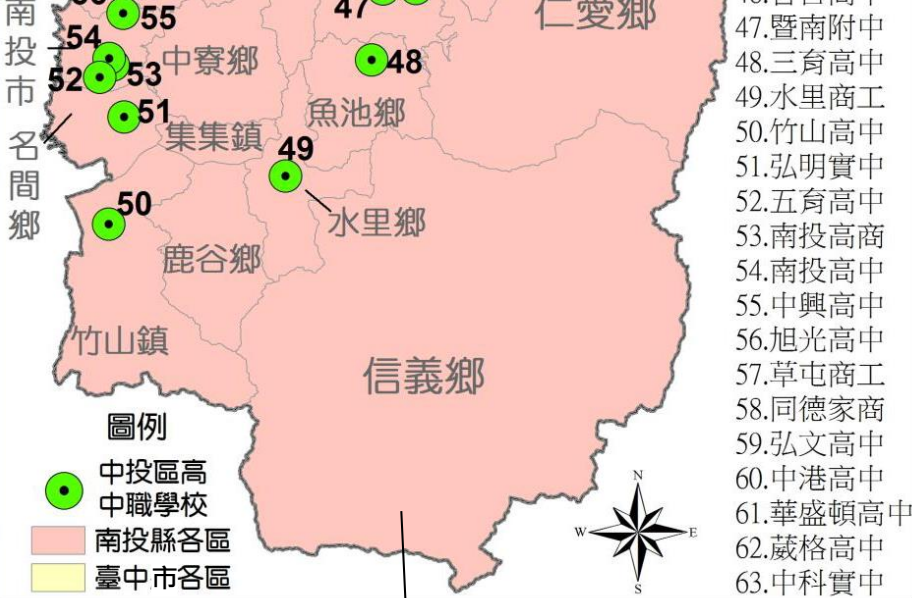 南投市
名間鄉
55
54
52
53
51
50
47
48
49
中寮鄉
集集鎮
魚池鄉
仁愛鄉
水里鄉
鹿谷鄉
竹山鎮
信義鄉
圖例
中投區高
中職學校
南投縣各區
臺中市各區
N
W
E
S
47.暨南附中
48.三育高中
49.水里商工
50.竹山高中
51.弘明實中
52.五育高中
53.南投高商
54.南投高中
55.中興高中
56.旭光高中
57.草屯商工
58.同德家商
59.弘文高中
60.中港高中
61.華盛頓高中
62.葳格高中
63.中科實中